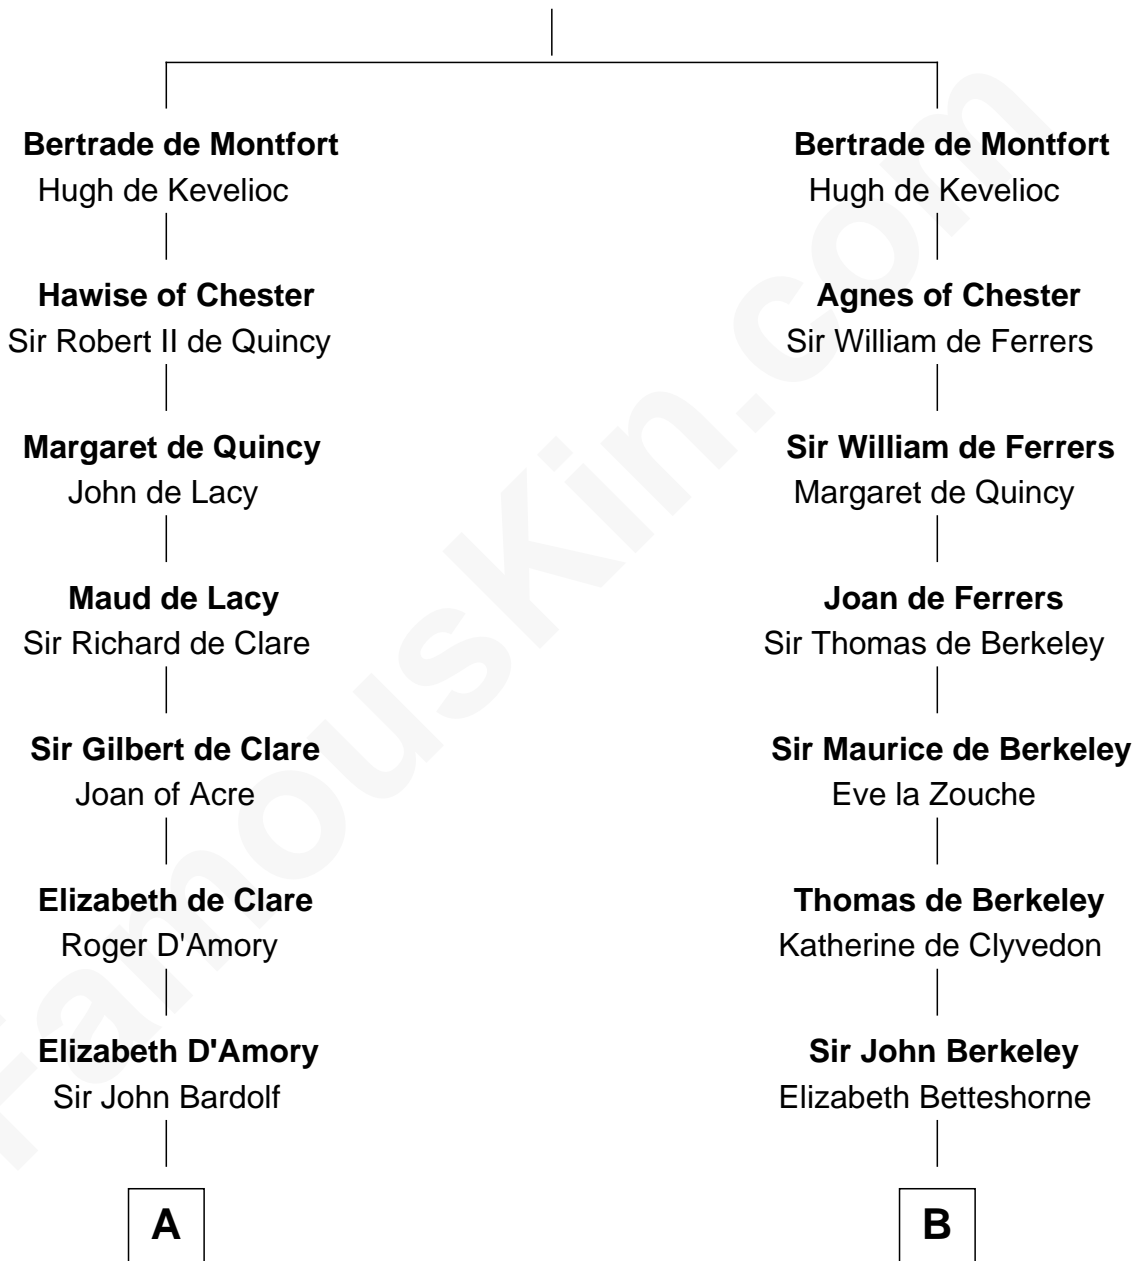 Bertrade de Montfort
Hugh de Kevelioc
Hawise of Chester
Sir Robert II de Quincy
Margaret de Quincy
John de Lacy
Maud de Lacy
Sir Richard de Clare
Sir Gilbert de Clare
Joan of Acre
Elizabeth de Clare
Roger D'Amory
Elizabeth D'Amory
Sir John Bardolf
A
Bertrade de Montfort
Hugh de Kevelioc
Agnes of Chester
Sir William de Ferrers
Sir William de Ferrers
Margaret de Quincy
Joan de Ferrers
Sir Thomas de Berkeley
Sir Maurice de Berkeley
Eve la Zouche
Thomas de Berkeley
Katherine de Clyvedon
Sir John Berkeley
Elizabeth Betteshorne
B
FamousKin.com